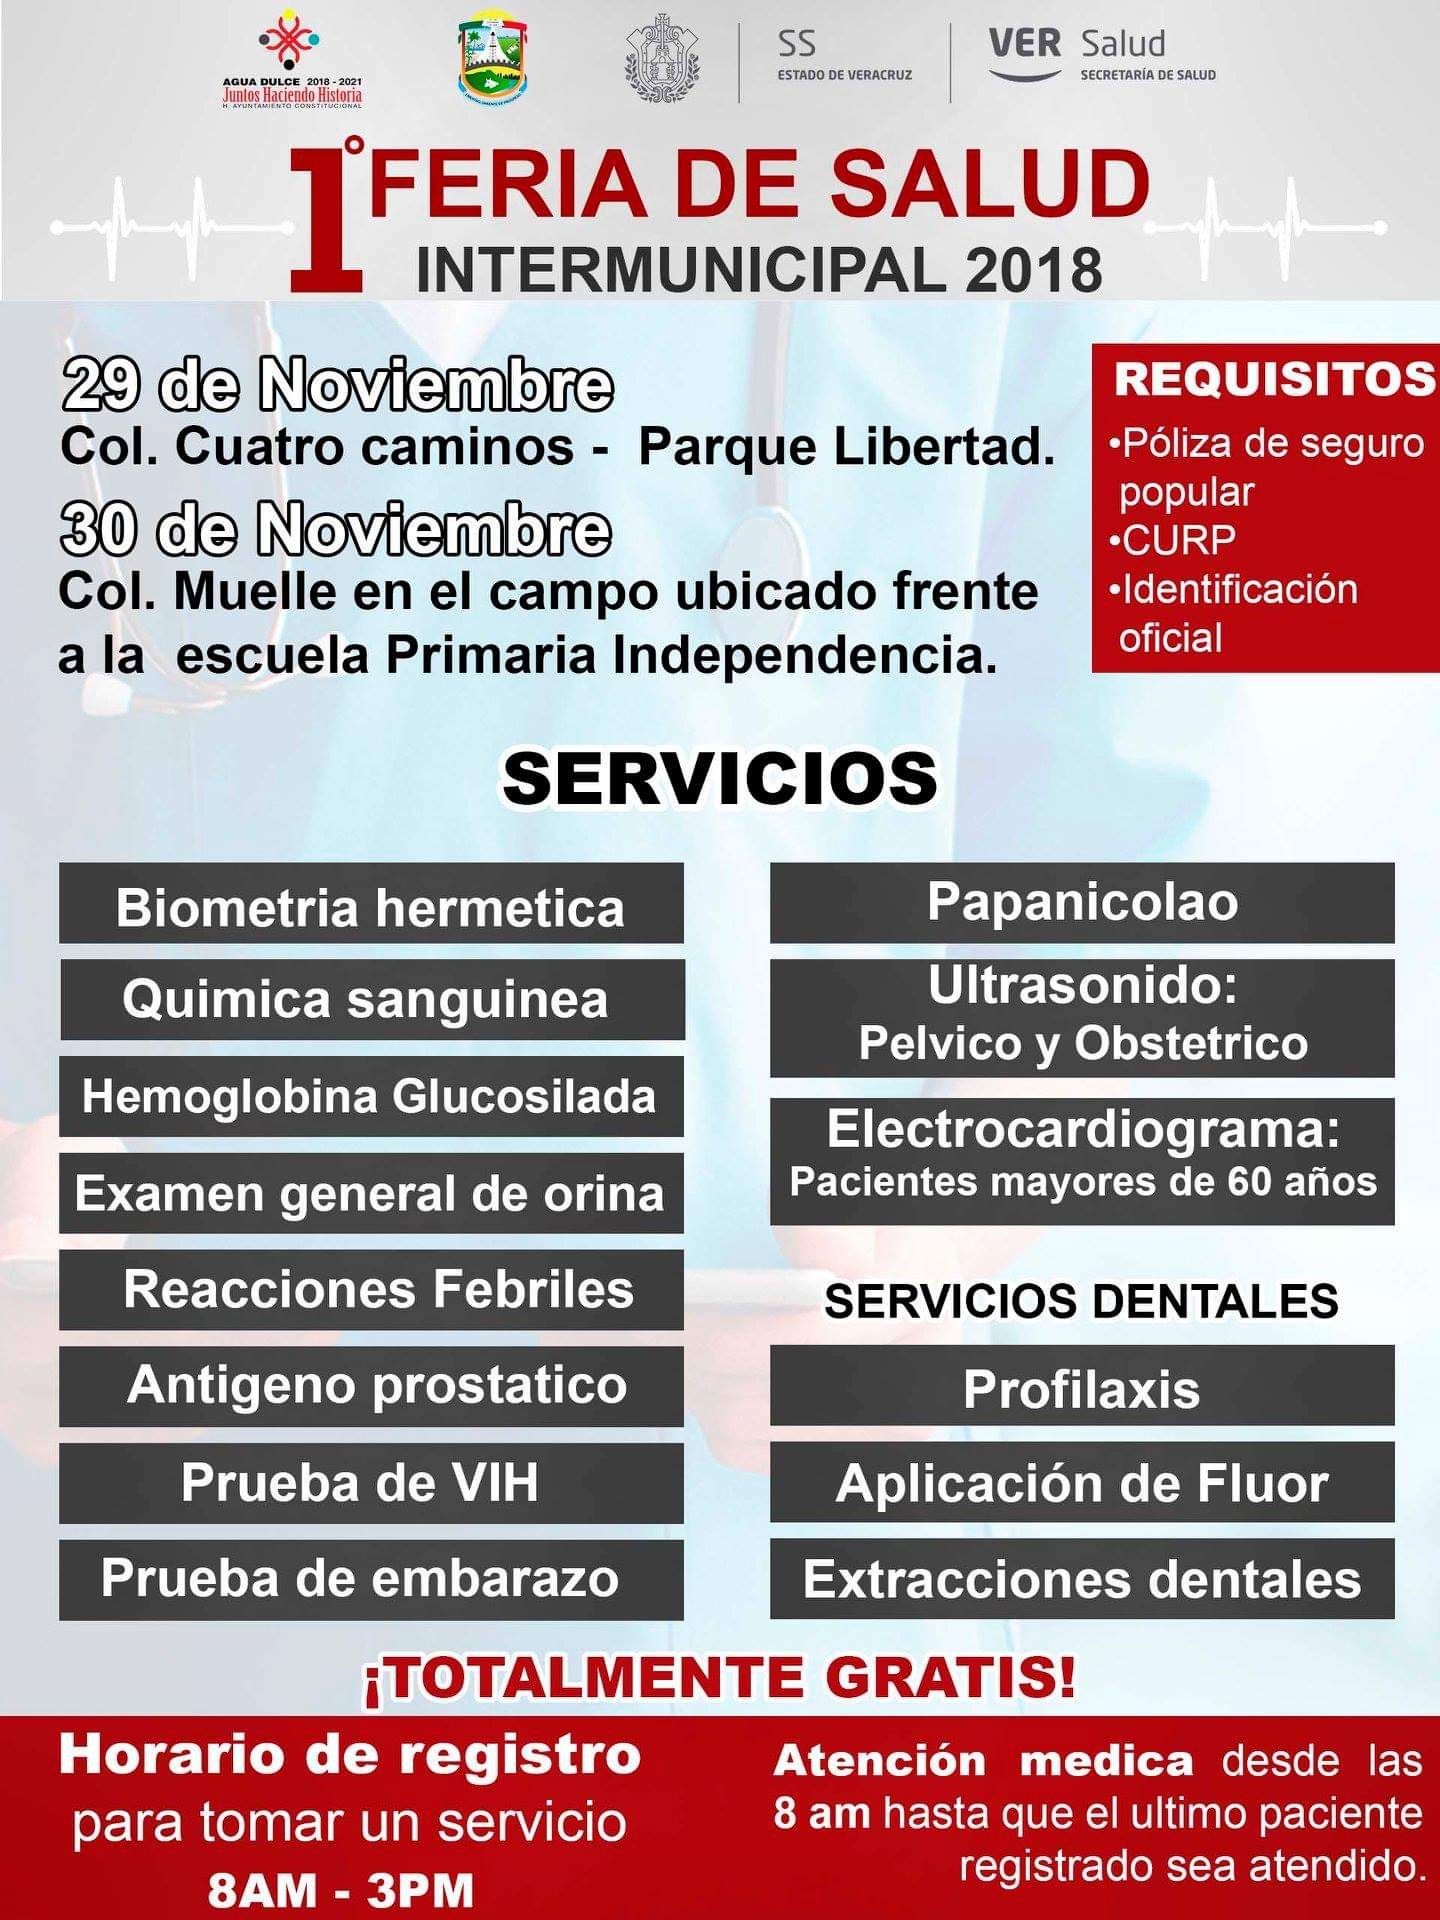 AGUA DULCE 2018 - 2021
Juntos Haciendo Historia
H. AYUNTAMIENTO CONSTITUCIONAL
SS
ESTADO DE VERACRUZ
VER Salud
SECRETARÍA DE SALUD
1° FERIA DE SALUD
INTERMUNICIPAL 2018
29 de Noviembre
Col. Cuatro caminos - Parque Libertad.
30 de Noviembre
Col. Muelle en el campo ubicado frente
a la escuela Primaria Independencia.
REQUISITOS
•Póliza de seguro
popular
•CURP
•Identificación
oficial
SERVICIOS
Biometria hermetica
Quimica sanguinea
Hemoglobina Glucosilada
Examen general de orina
Reacciones Febriles
Antigeno prostatico
Prueba de VIH
Prueba de embarazo
Papanicolao
Ultrasonido:
Pelvico y Obstetrico
Electrocardiograma:
Pacientes mayores de 60 años
SERVICIOS DENTALES
Profilaxis
Aplicación de Fluor
Extracciones dentales
¡TOTALMENTE GRATIS!
Horario de registro
para tomar un servicio
8AM - 3PM
Atención medica desde las
8 am hasta que el ultimo paciente
registrado sea atendido.